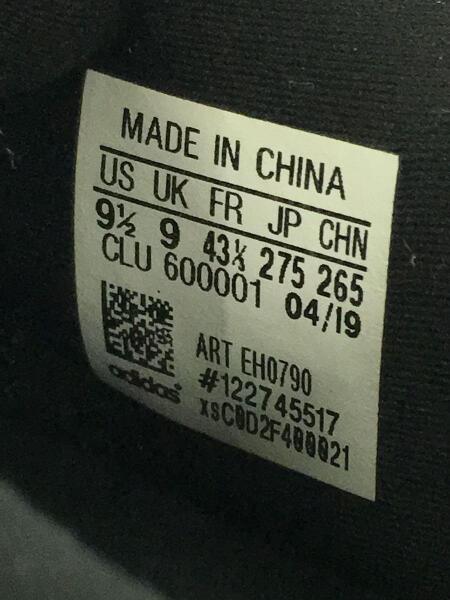 MADE IN CHINA
US UK FR JP CHN
9½ 9 43⅓ 275 265
CLU 600001 04/19
ART EH0790
#122745517
xsC0D2F400021
adidas